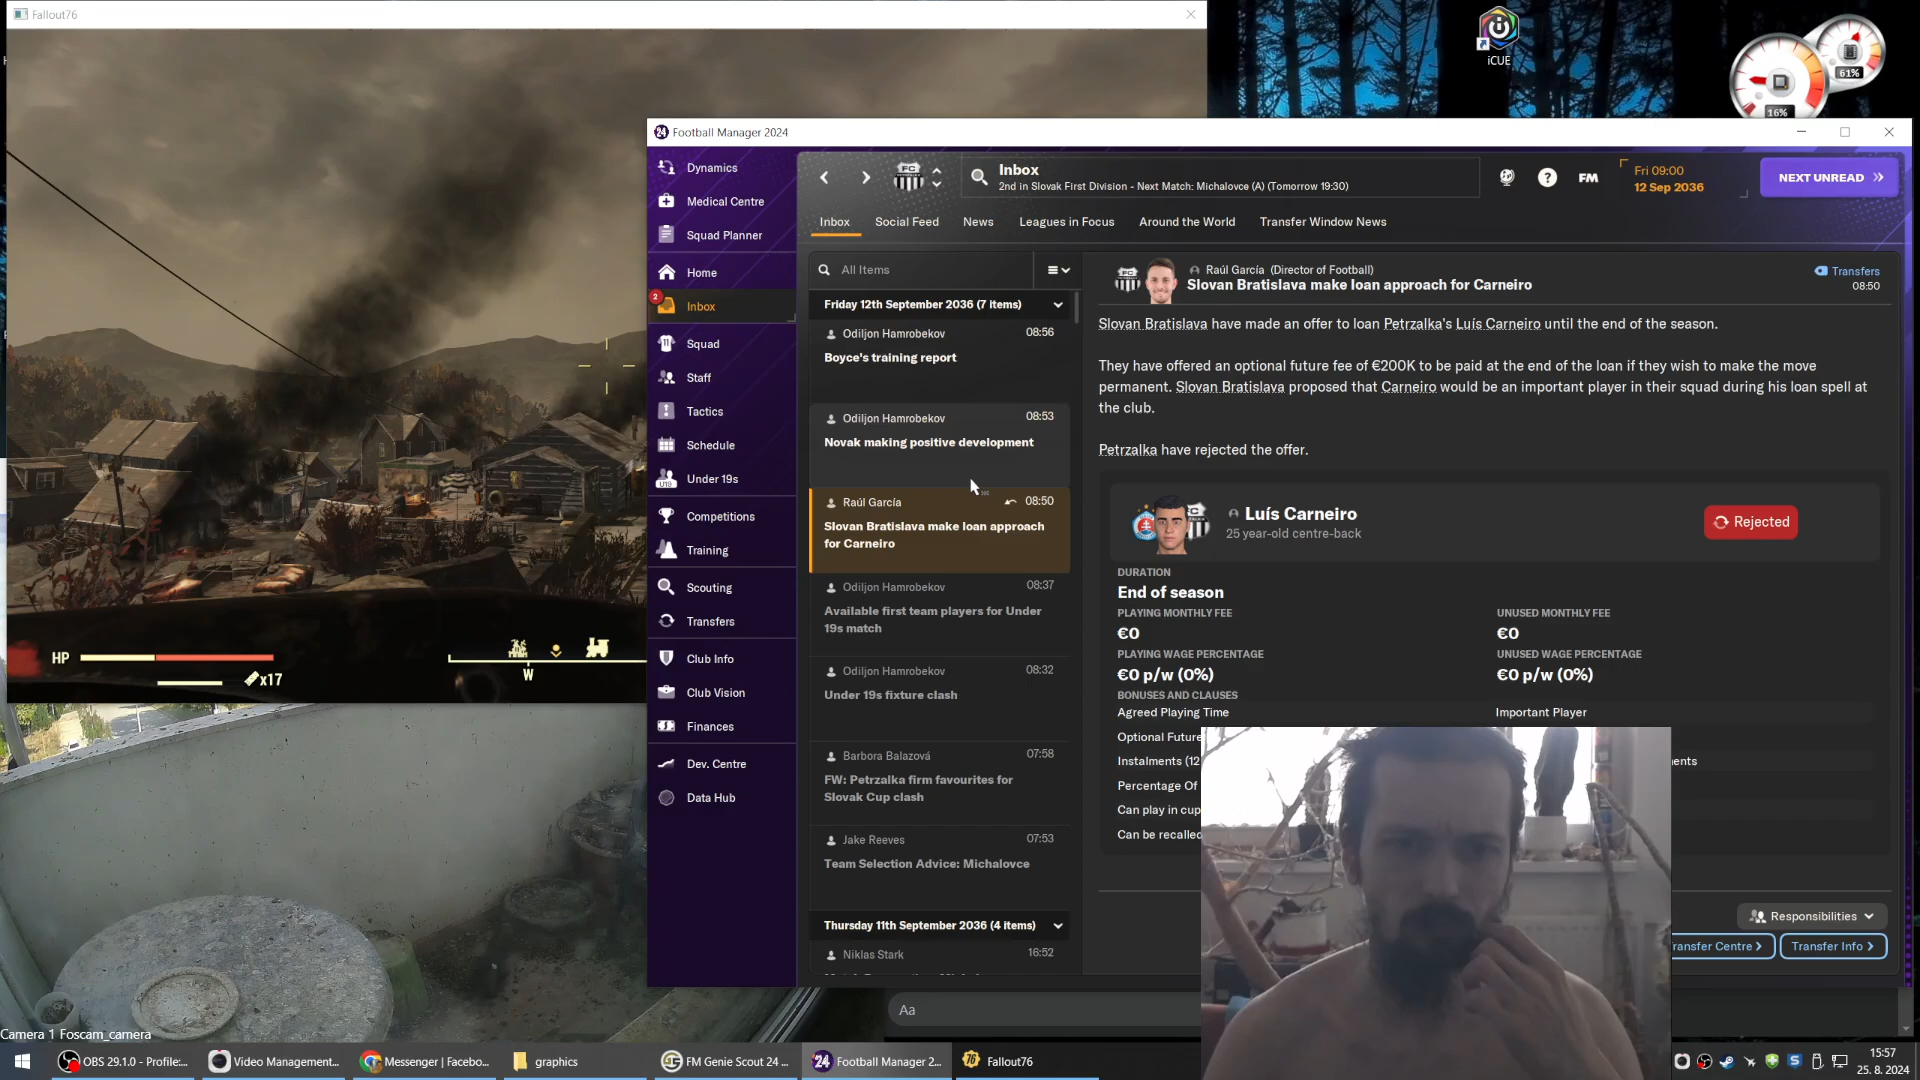 Fallout76
iCUE
61%
16%
HP
x17
W
Camera 1 Foscam_camera
Football Manager 2024
Dynamics
Medical Centre
Squad Planner
Home
2
Inbox
Squad
Staff
Tactics
Schedule
Under 19s
Competitions
Training
Scouting
Transfers
Club Info
Club Vision
Finances
Dev. Centre
Data Hub
Inbox
2nd in Slovak First Division - Next Match: Michalovce (A) (Tomorrow 19:30)
FM
Fri 09:00
12 Sep 2036
NEXT UNREAD
Inbox Social Feed News Leagues in Focus Around the World Transfer Window News
All Items
Friday 12th September 2036 (7 items)
Odiljon Hamrobekov 08:56
Boyce's training report
Odiljon Hamrobekov 08:53
Novak making positive development
Raúl García 08:50
Slovan Bratislava make loan approach
for Carneiro
Odiljon Hamrobekov 08:37
Available first team players for Under
19s match
Odiljon Hamrobekov 08:32
Under 19s fixture clash
Barbora Balazová 07:58
FW: Petrzalka firm favourites for
Slovak Cup clash
Jake Reeves 07:53
Team Selection Advice: Michalovce
Thursday 11th September 2036 (4 items)
Niklas Stark 16:52
Raúl García (Director of Football)
Slovan Bratislava make loan approach for Carneiro
Transfers
08:50
Slovan Bratislava have made an offer to loan Petrzalka's Luís Carneiro until the end of the season.
They have offered an optional future fee of €200K to be paid at the end of the loan if they wish to make the move
permanent. Slovan Bratislava proposed that Carneiro would be an important player in their squad during his loan spell at
the club.
Petrzalka have rejected the offer.
Luís Carneiro
25 year-old centre-back
Rejected
DURATION
End of season
PLAYING MONTHLY FEE UNUSED MONTHLY FEE
€0 €0
PLAYING WAGE PERCENTAGE UNUSED WAGE PERCENTAGE
€0 p/w (0%) €0 p/w (0%)
BONUSES AND CLAUSES
Agreed Playing Time Important Player
Optional Future
Instalments (12 ents
Percentage Of
Can play in cup
Can be recalled
Responsibilities
ransfer Centre Transfer Info
Aa
OBS 29.1.0 - Profile:... Video Management... Messenger | Facebo... graphics FM Genie Scout 24 ... Football Manager 2... Fallout76
15:57
25. 8. 2024